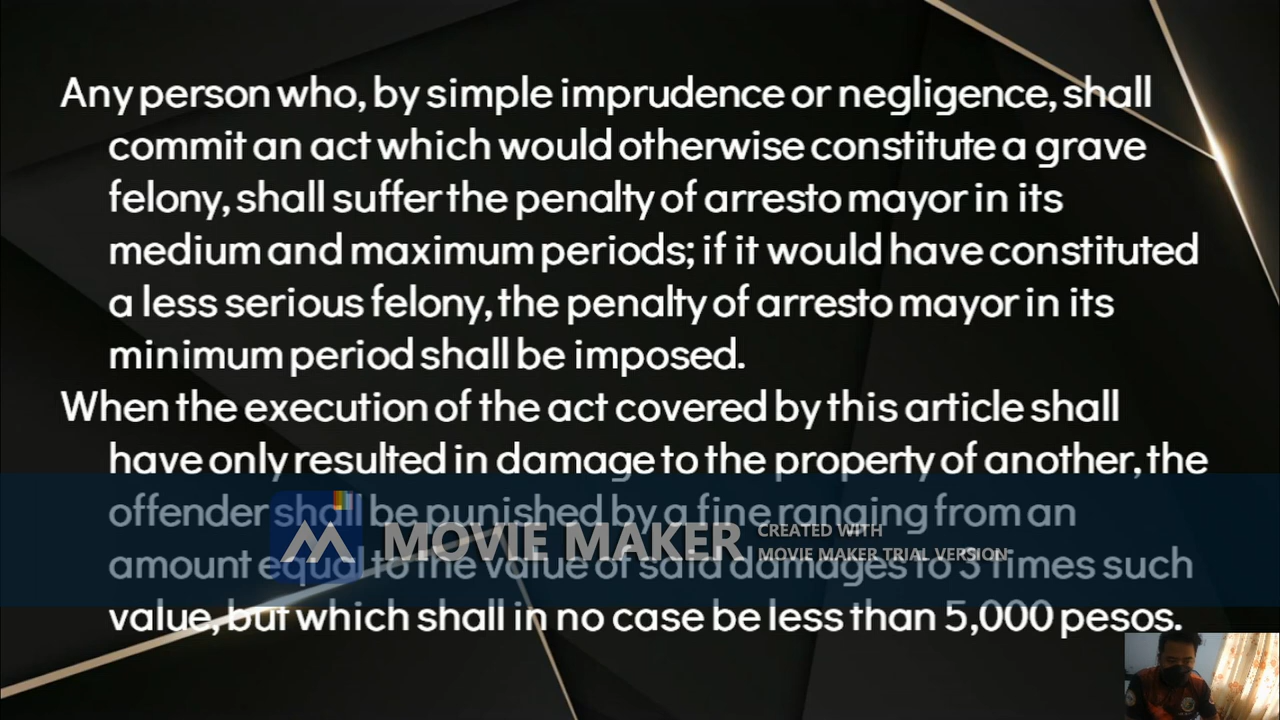 Any person who, by simple imprudence or negligence, shall
commit an act which would otherwise constitute a grave
felony, shall suffer the penalty of arresto mayor in its
medium and maximum periods; if it would have constituted
a less serious felony, the penalty of arresto mayor in its
minimum period shall be imposed.
When the execution of the act covered by this article shall
have only resulted in damage to the property of another, the
offender shall be punished by a fine ranging from an
MOVIE MAKER
CREATED WITH
MOVIE MAKER TRIAL VERSION
amount equal to the value of said damages to 3 times such
value, but which shall in no case be less than 5,000 pesos.